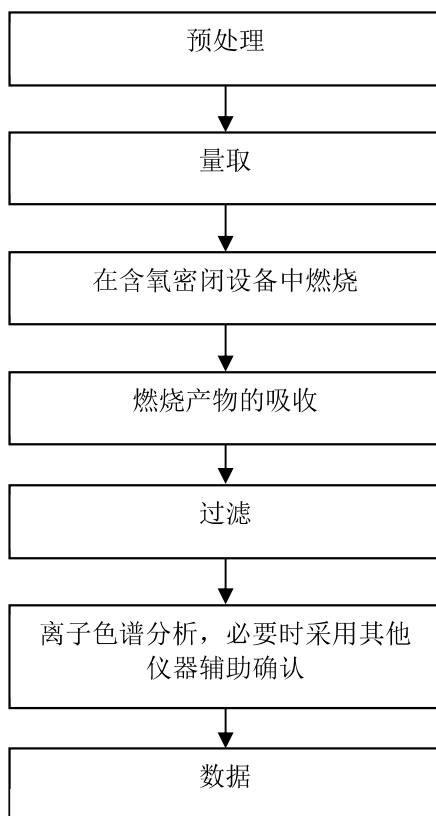 预处理
量取
在含氧密闭设备中燃烧
燃烧产物的吸收
过滤
离子色谱分析，必要时采用其他
仪器辅助确认
数据